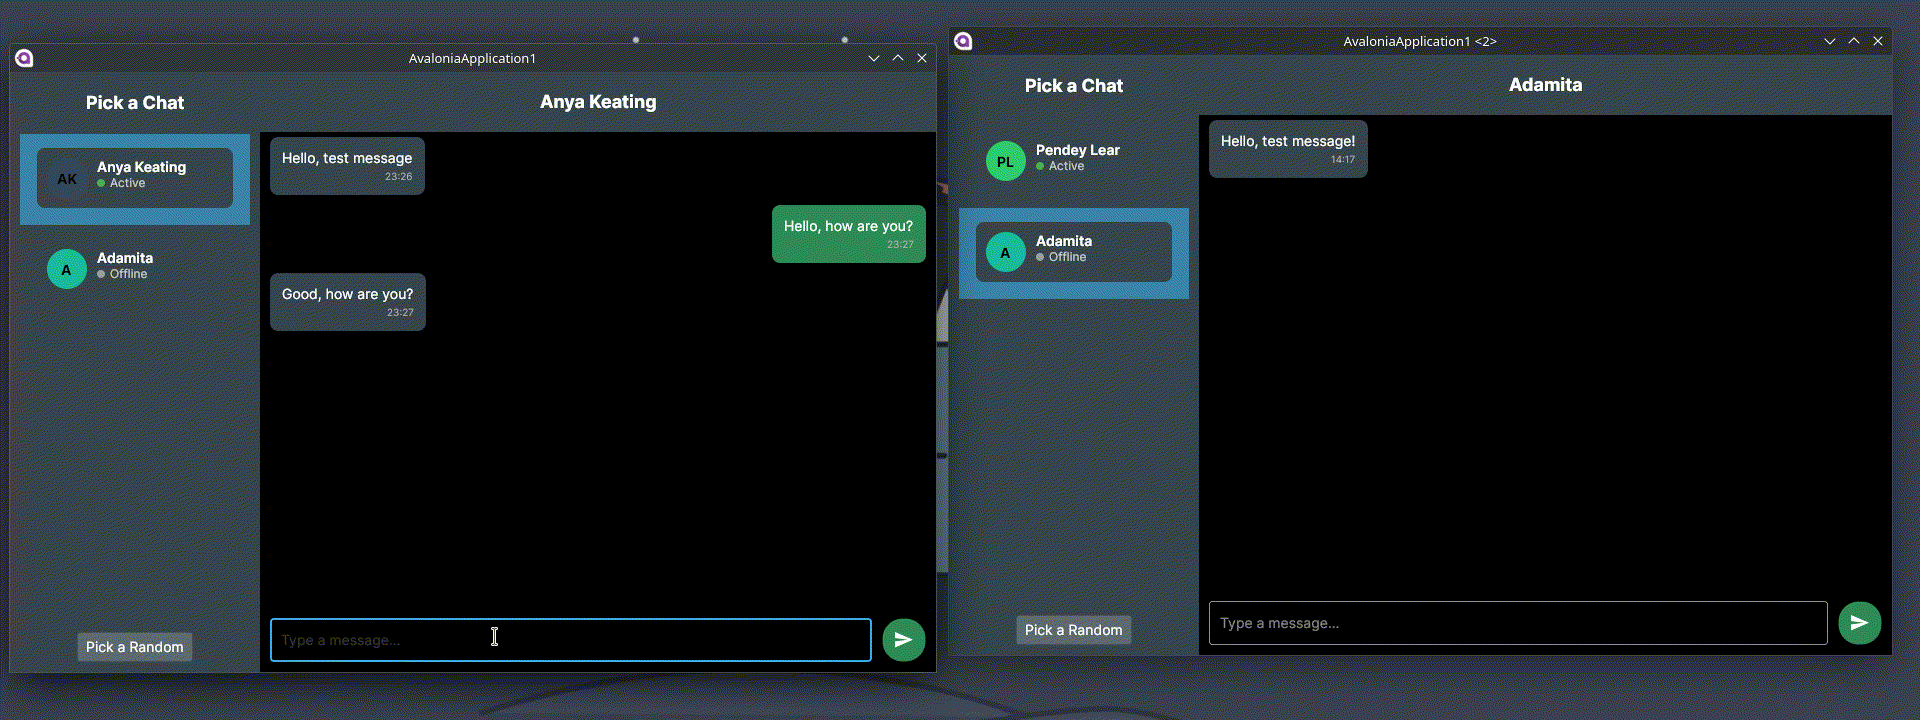 AvaloniaApplication1
Pick a Chat
Anya Keating
AK
Anya Keating
Active
A
Adamita
Offline
Pick a Random
Hello, test message
23:26
Hello, how are you?
23:27
Good, how are you?
23:27
Type a message...
AvaloniaApplication1 <2>
Pick a Chat
Adamita
PL
Pendey Lear
Active
A
Adamita
Offline
Pick a Random
Hello, test message!
14:17
Type a message...